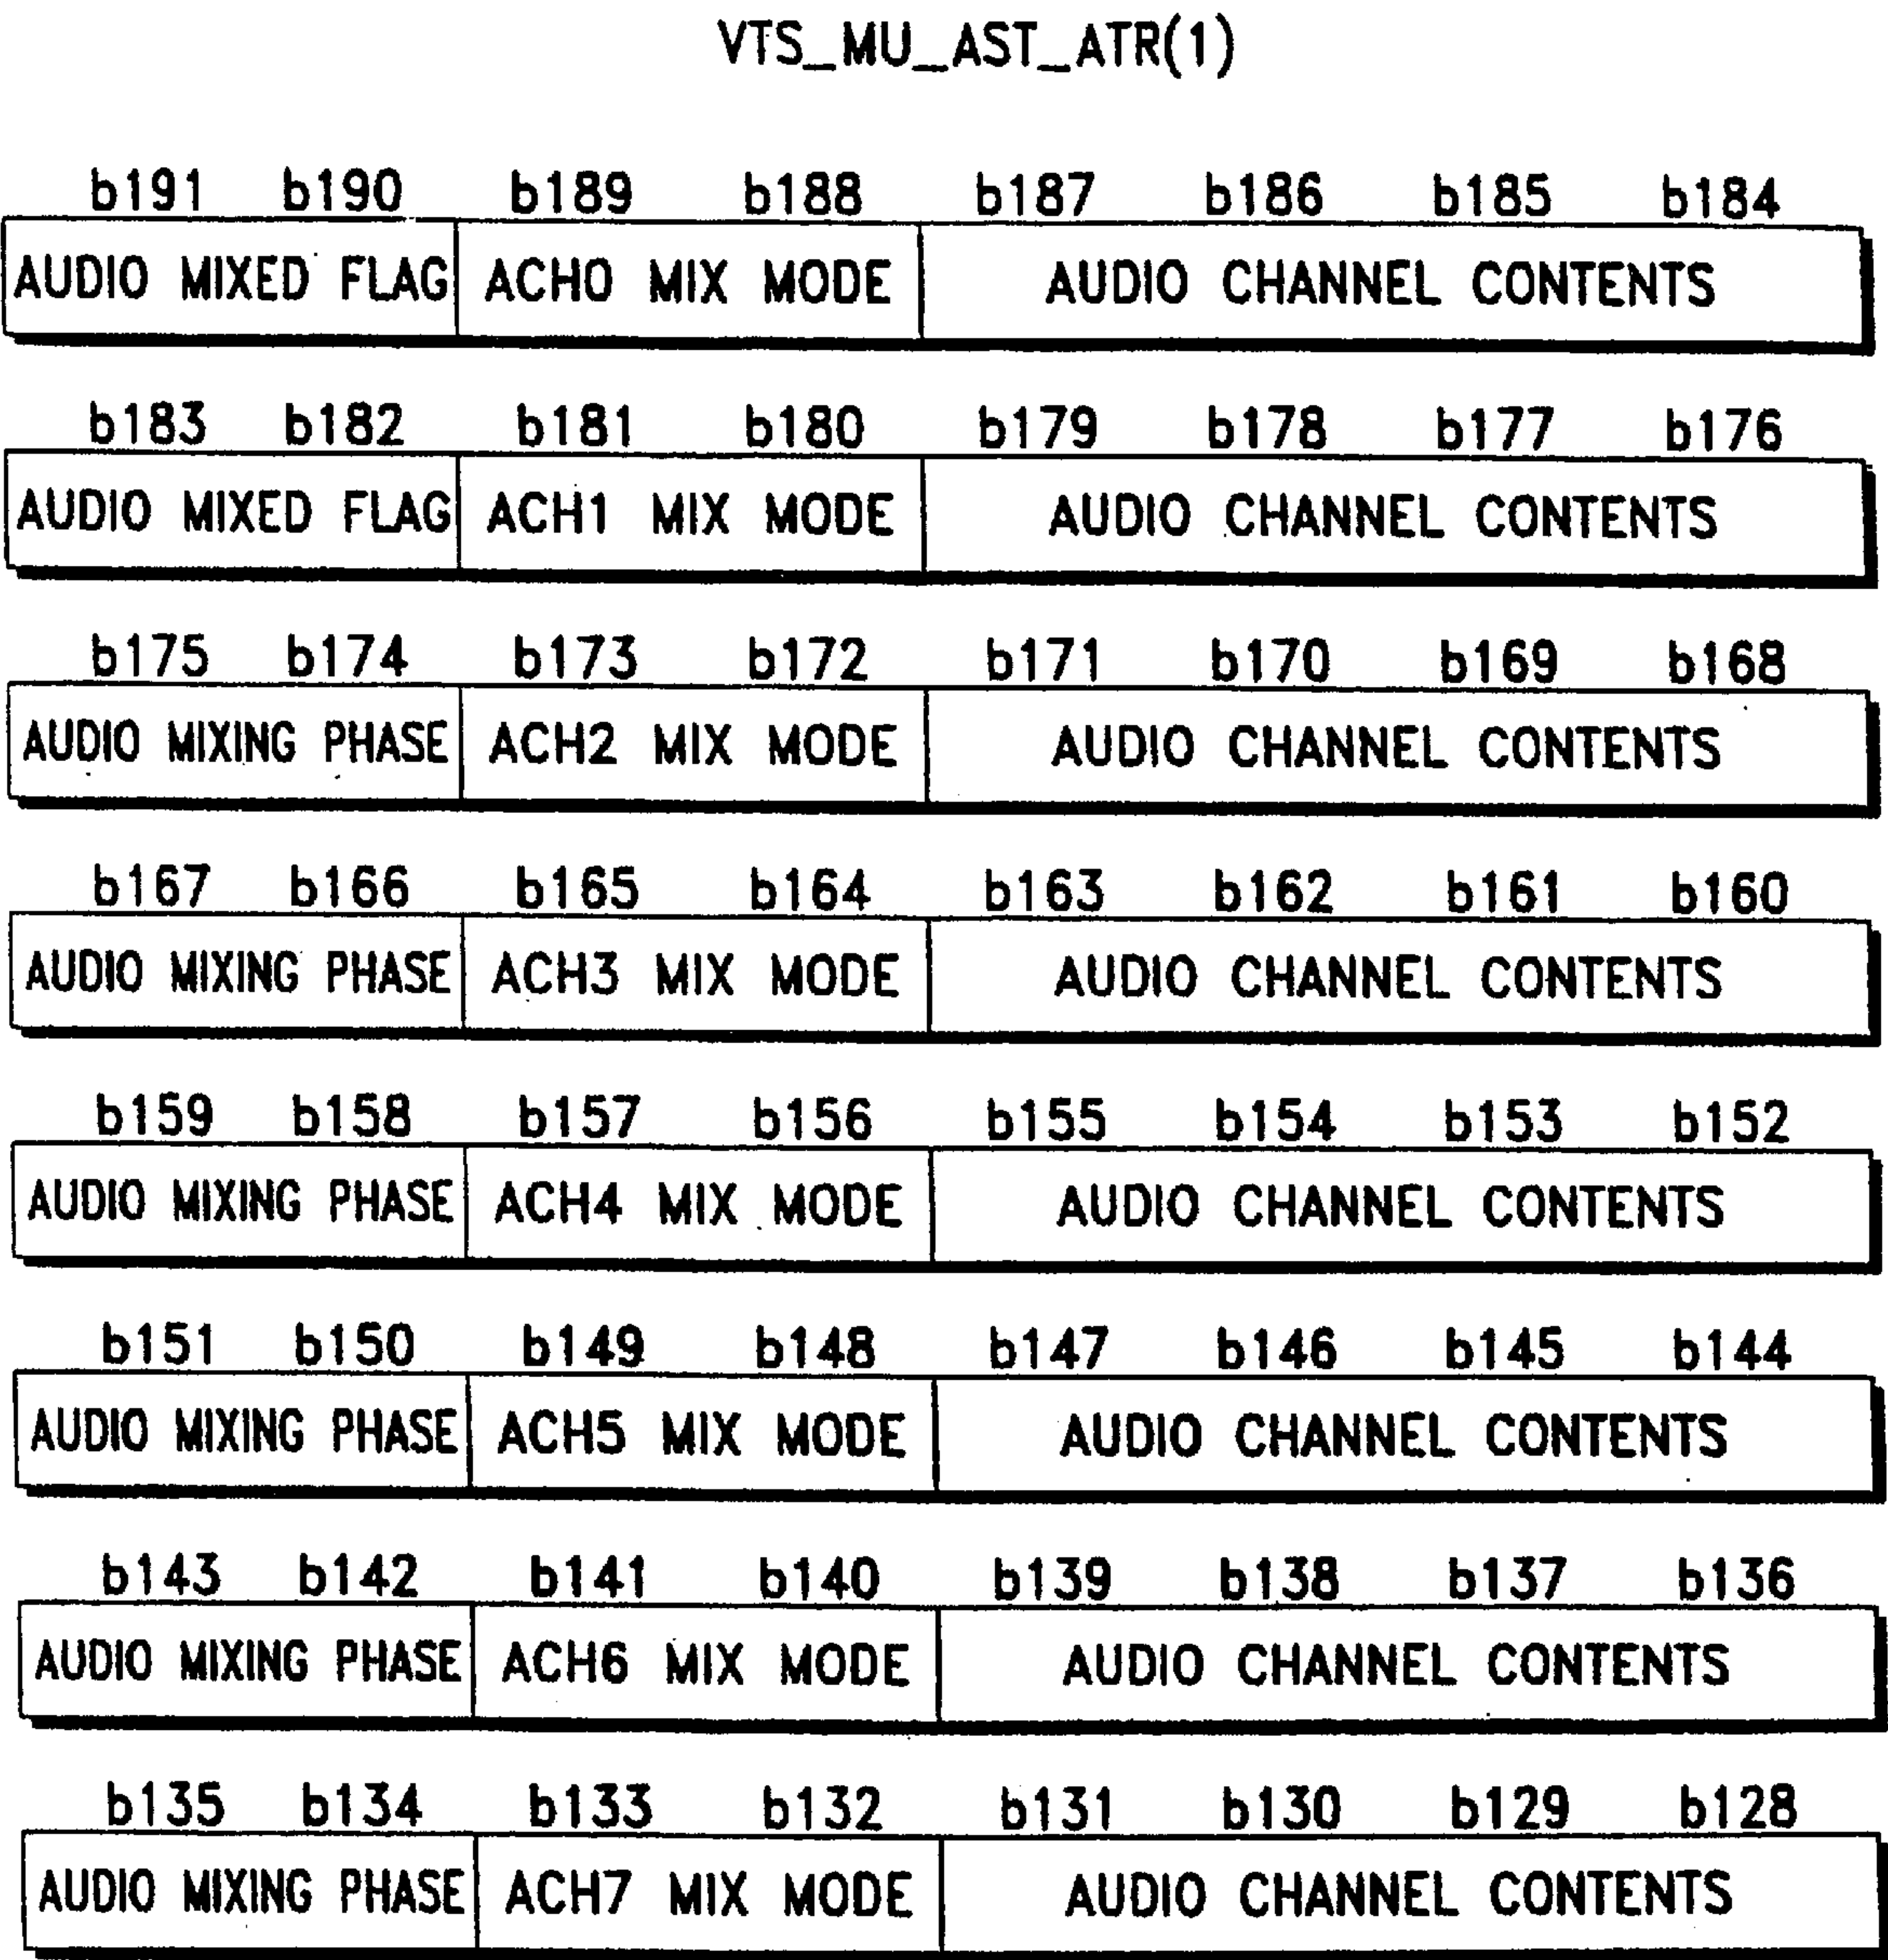 VTS_MU_AST_ATR(1)
b191 b190 b189 b188 b187 b186 b185 b184
AUDIO MIXED FLAG ACH0 MIX MODE AUDIO CHANNEL CONTENTS
b183 b182 b181 b180 b179 b178 b177 b176
AUDIO MIXED FLAG ACH1 MIX MODE AUDIO CHANNEL CONTENTS
b175 b174 b173 b172 b171 b170 b169 b168
AUDIO MIXING PHASE ACH2 MIX MODE AUDIO CHANNEL CONTENTS
b167 b166 b165 b164 b163 b162 b161 b160
AUDIO MIXING PHASE ACH3 MIX MODE AUDIO CHANNEL CONTENTS
b159 b158 b157 b156 b155 b154 b153 b152
AUDIO MIXING PHASE ACH4 MIX MODE AUDIO CHANNEL CONTENTS
b151 b150 b149 b148 b147 b146 b145 b144
AUDIO MIXING PHASE ACH5 MIX MODE AUDIO CHANNEL CONTENTS
b143 b142 b141 b140 b139 b138 b137 b136
AUDIO MIXING PHASE ACH6 MIX MODE AUDIO CHANNEL CONTENTS
b135 b134 b133 b132 b131 b130 b129 b128
AUDIO MIXING PHASE ACH7 MIX MODE AUDIO CHANNEL CONTENTS